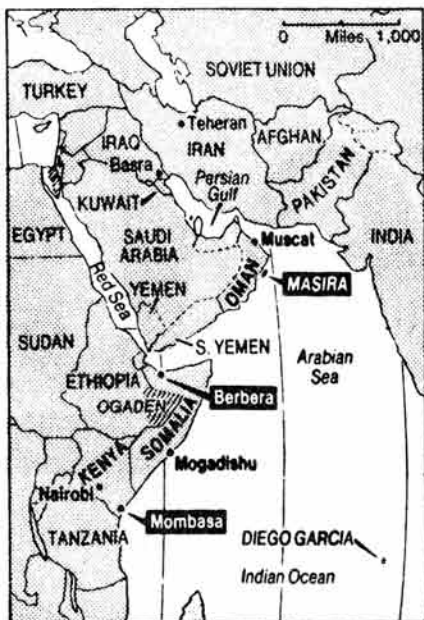 0 Miles 1,000
SOVIET UNION
TURKEY
Teheran
AFGHAN.
IRAQ
IRAN
Basra
PAKISTAN
KUWAIT
Persian
Gulf
EGYPT
SAUDI
ARABIA
Muscat
INDIA
Red Sea
OMAN
MASIRA
YEMEN
SUDAN
S. YEMEN
Arabian
Sea
ETHIOPIA
Berbera
OGADEN
SOMALIA
KENYA
Mogadishu
Nairobi
Mombasa
TANZANIA
DIEGO GARCIA
Indian Ocean